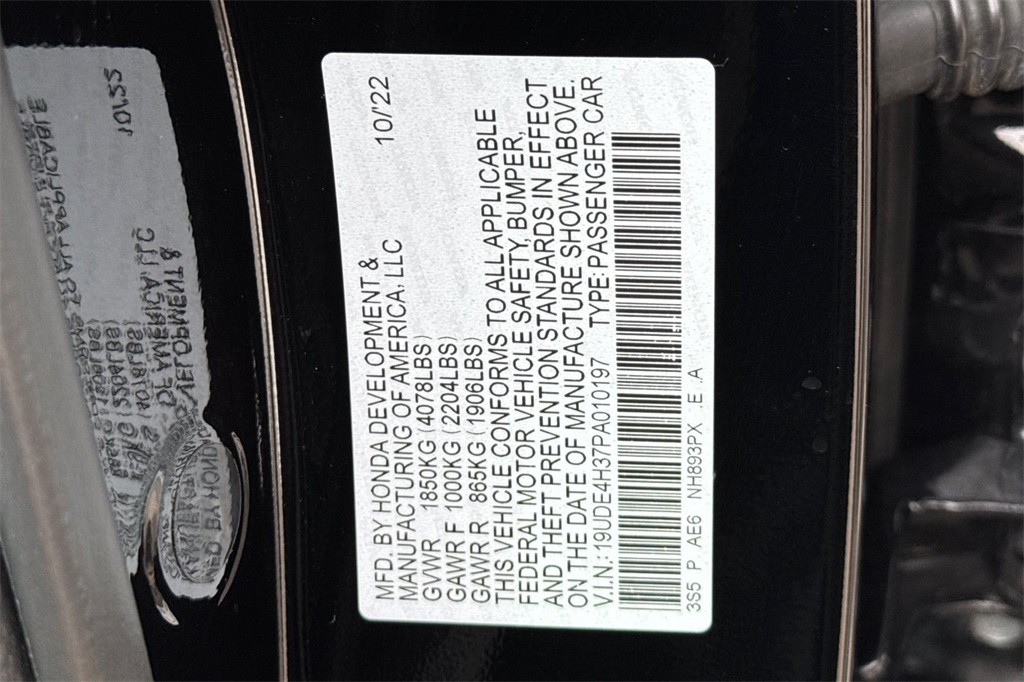 MFD. BY HONDA DEVELOPMENT & 10/'22
MANUFACTURING OF AMERICA, LLC
GVWR 1850KG (4078LBS)
GAWR F 1000KG (2204LBS)
GAWR R 865KG (1906LBS)
THIS VEHICLE CONFORMS TO ALL APPLICABLE
FEDERAL MOTOR VEHICLE SAFETY, BUMPER,
AND THEFT PREVENTION STANDARDS IN EFFECT
ON THE DATE OF MANUFACTURE SHOWN ABOVE.
V.I.N.: 19UDE4H37PA010197 TYPE: PASSENGER CAR
3S5 P AE6 NH893PX .E .A